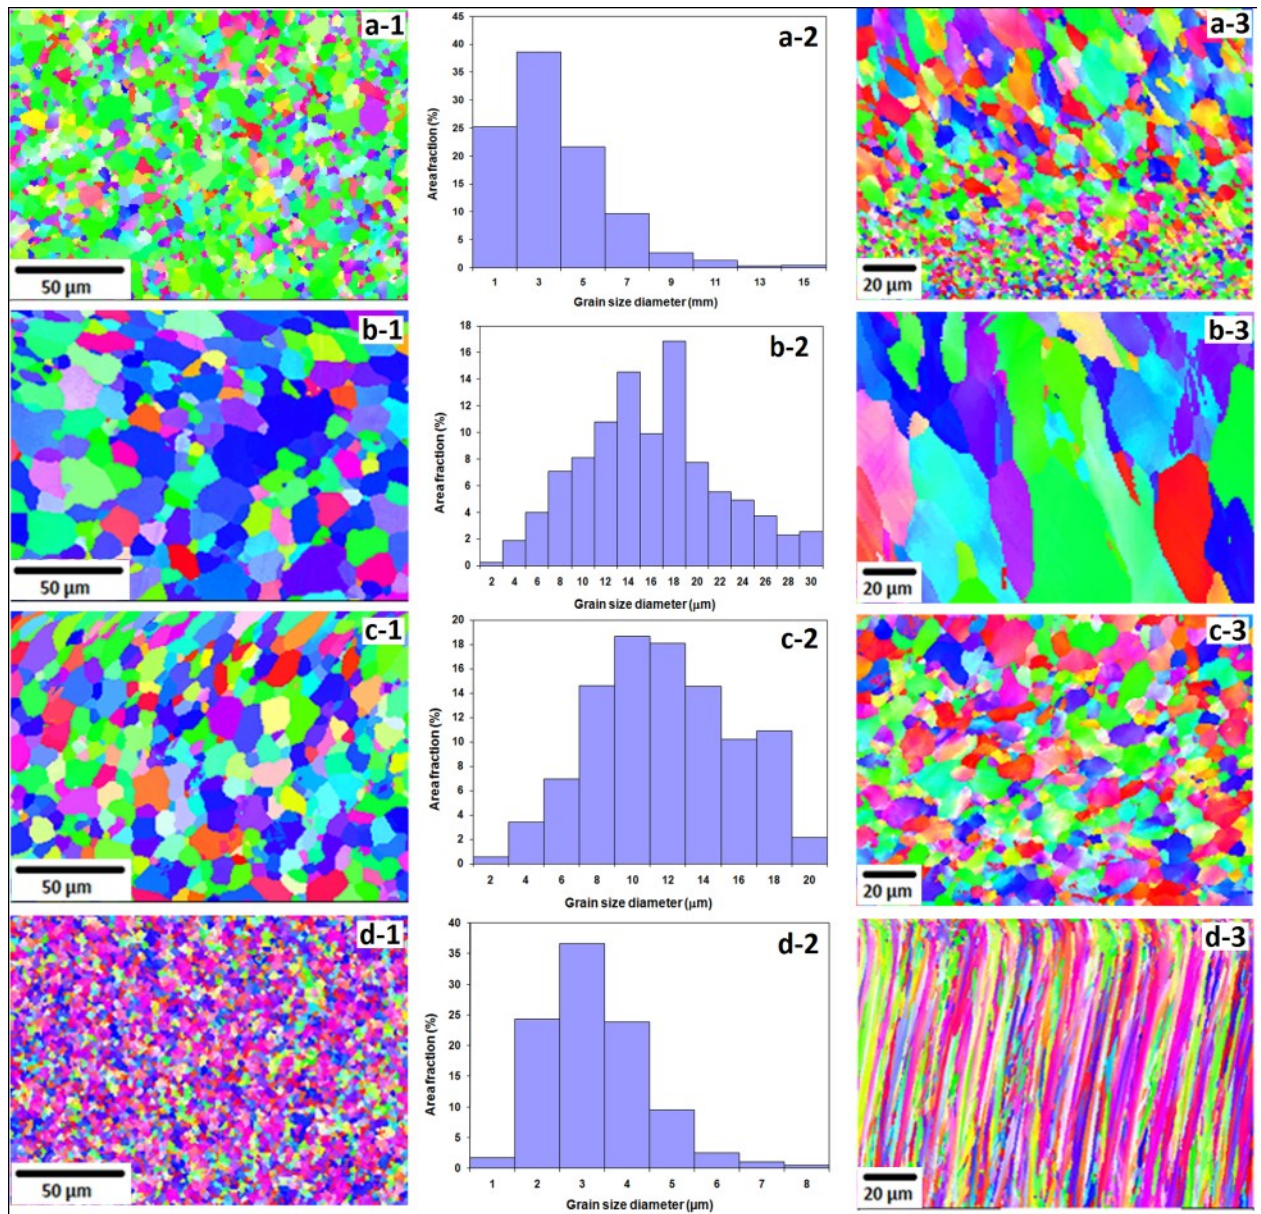 a-1
50 µm
45
40
35
30
25
20
15
10
5
0
Area fraction (%)
a-2
1 3 5 7 9 11 13 15
Grain size diameter (mm)
a-3
20 µm
b-1
50 µm
18
16
14
12
10
8
6
4
2
0
Area fraction (%)
b-2
2 4 6 8 10 12 14 16 18 20 22 24 26 28 30
Grain size diameter (µm)
b-3
20 µm
c-1
50 µm
20
18
16
14
12
10
8
6
4
2
0
Area fraction (%)
c-2
2 4 6 8 10 12 14 16 18 20
Grain size diameter (µm)
c-3
20 µm
d-1
50 µm
40
35
30
25
20
15
10
5
0
Area fraction (%)
d-2
1 2 3 4 5 6 7 8
Grain size diameter (µm)
d-3
20 µm